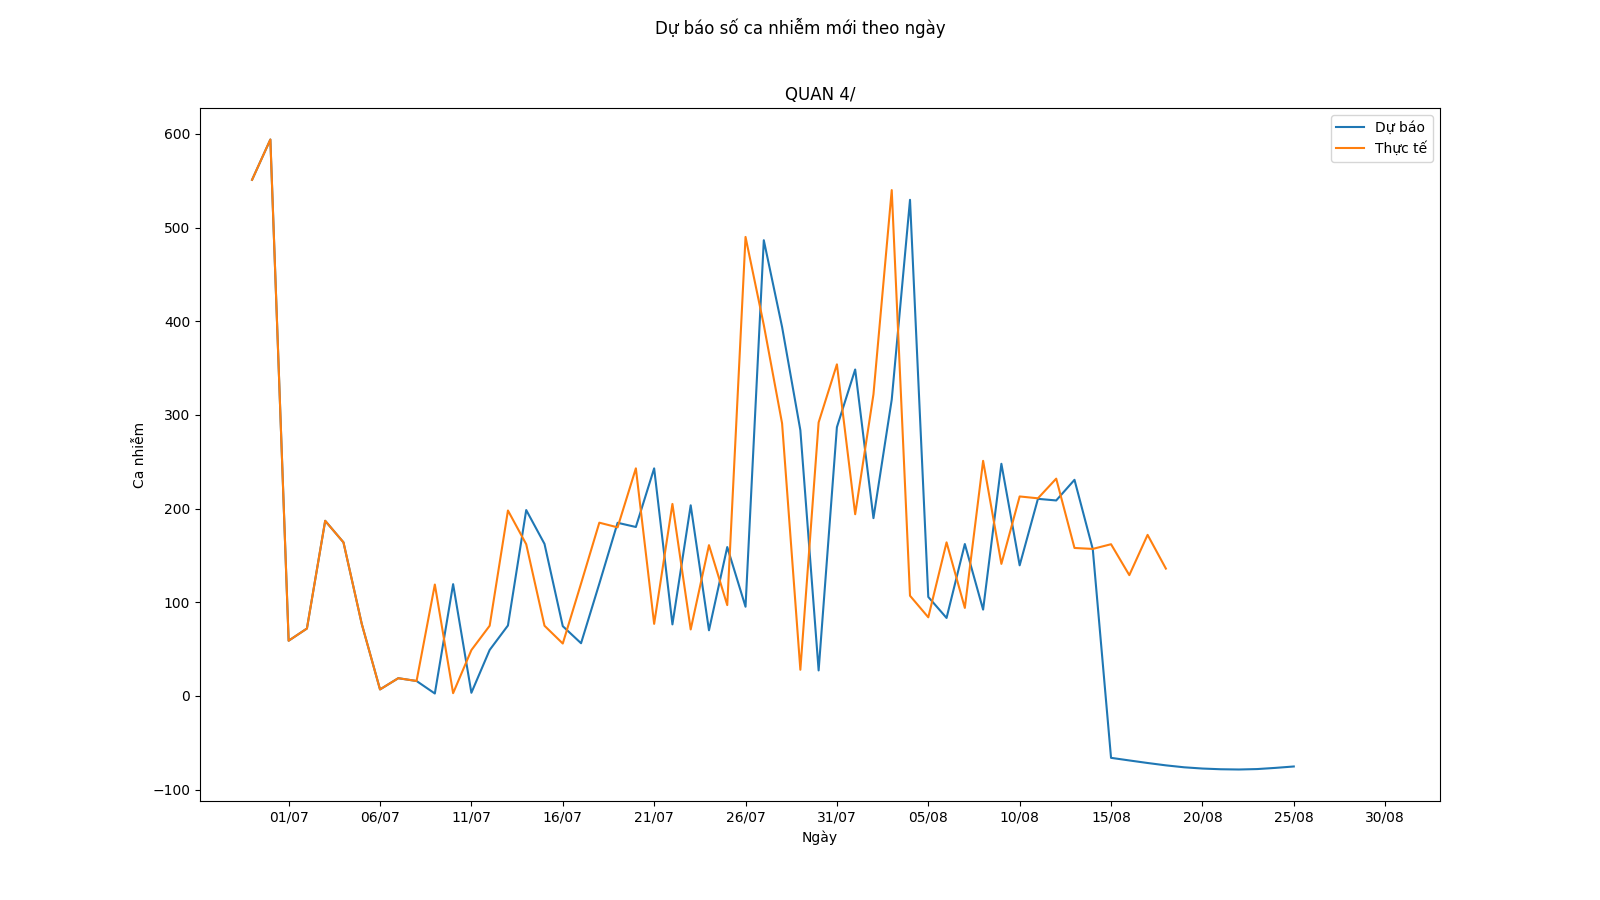 Dự báo số ca nhiễm mới theo ngày
QUAN 4/
Dự báo
Thực tế
600
500
400
300
200
100
0
−100
Ca nhiễm
01/07 06/07 11/07 16/07 21/07 26/07 31/07 05/08 10/08 15/08 20/08 25/08 30/08
Ngày